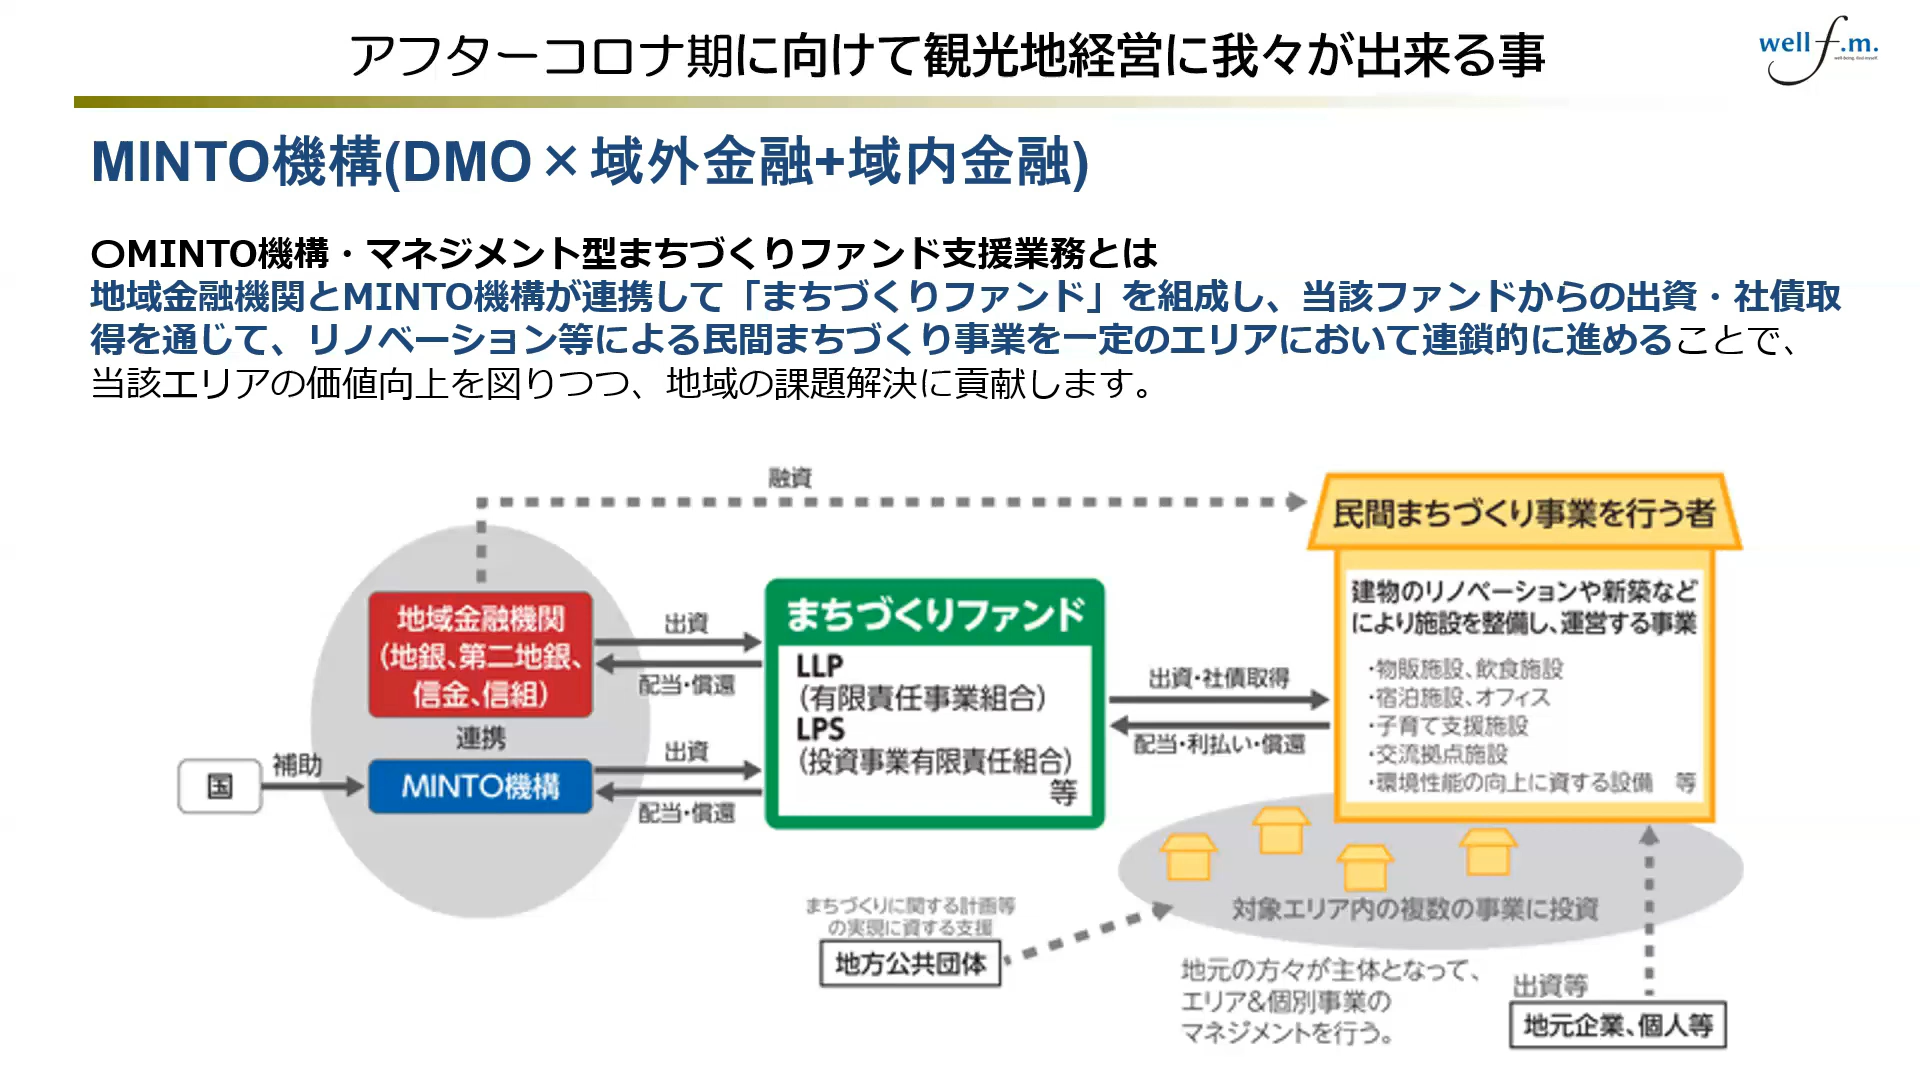 アフターコロナ期に向けて観光地経営に我々が出来る事
well f.m.
MINTO機構(DMO×域外金融+域内金融)
〇MINTO機構・マネジメント型まちづくりファンド支援業務とは
地域金融機関とMINTO機構が連携して「まちづくりファンド」を組成し、当該ファンドからの出資・社債取
得を通じて、リノベーション等による民間まちづくり事業を一定のエリアにおいて連鎖的に進めることで、
当該エリアの価値向上を図りつつ、地域の課題解決に貢献します。
融資
民間まちづくり事業を行う者
建物のリノベーションや新築など
により施設を整備し、運営する事業
・物販施設、飲食施設
・宿泊施設、オフィス
・子育て支援施設
・交流拠点施設
・環境性能の向上に資する設備 等
地域金融機関
(地銀、第二地銀、
信金、信組)
連携
MINTO機構
国
補助
出資
配当・償還
出資
配当・償還
まちづくりファンド
LLP
(有限責任事業組合)
LPS
(投資事業有限責任組合)
等
出資・社債取得
配当・利払い・償還
対象エリア内の複数の事業に投資
まちづくりに関する計画等
の実現に資する支援
地方公共団体
地元の方々が主体となって、
エリア&個別事業の
マネジメントを行う。
出資等
地元企業、個人等